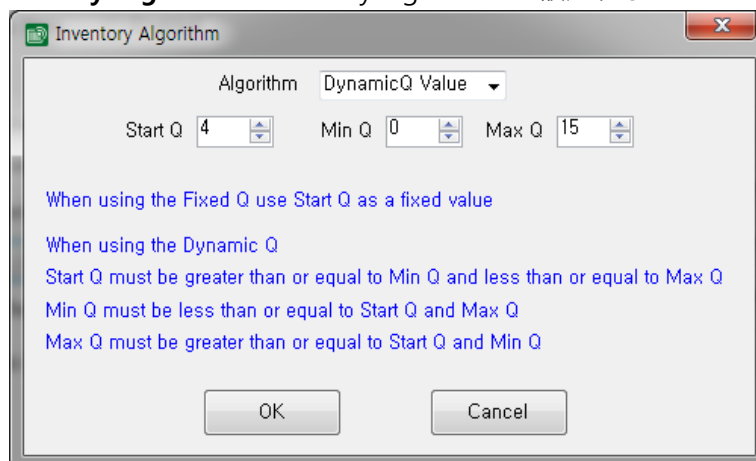 Inventory Algorithm
Algorithm DynamicQ Value
Start Q 4 Min Q 0 Max Q 15
When using the Fixed Q use Start Q as a fixed value
When using the Dynamic Q
Start Q must be greater than or equal to Min Q and less than or equal to Max Q
Min Q must be less than or equal to Start Q and Max Q
Max Q must be greater than or equal to Start Q and Min Q
OK Cancel